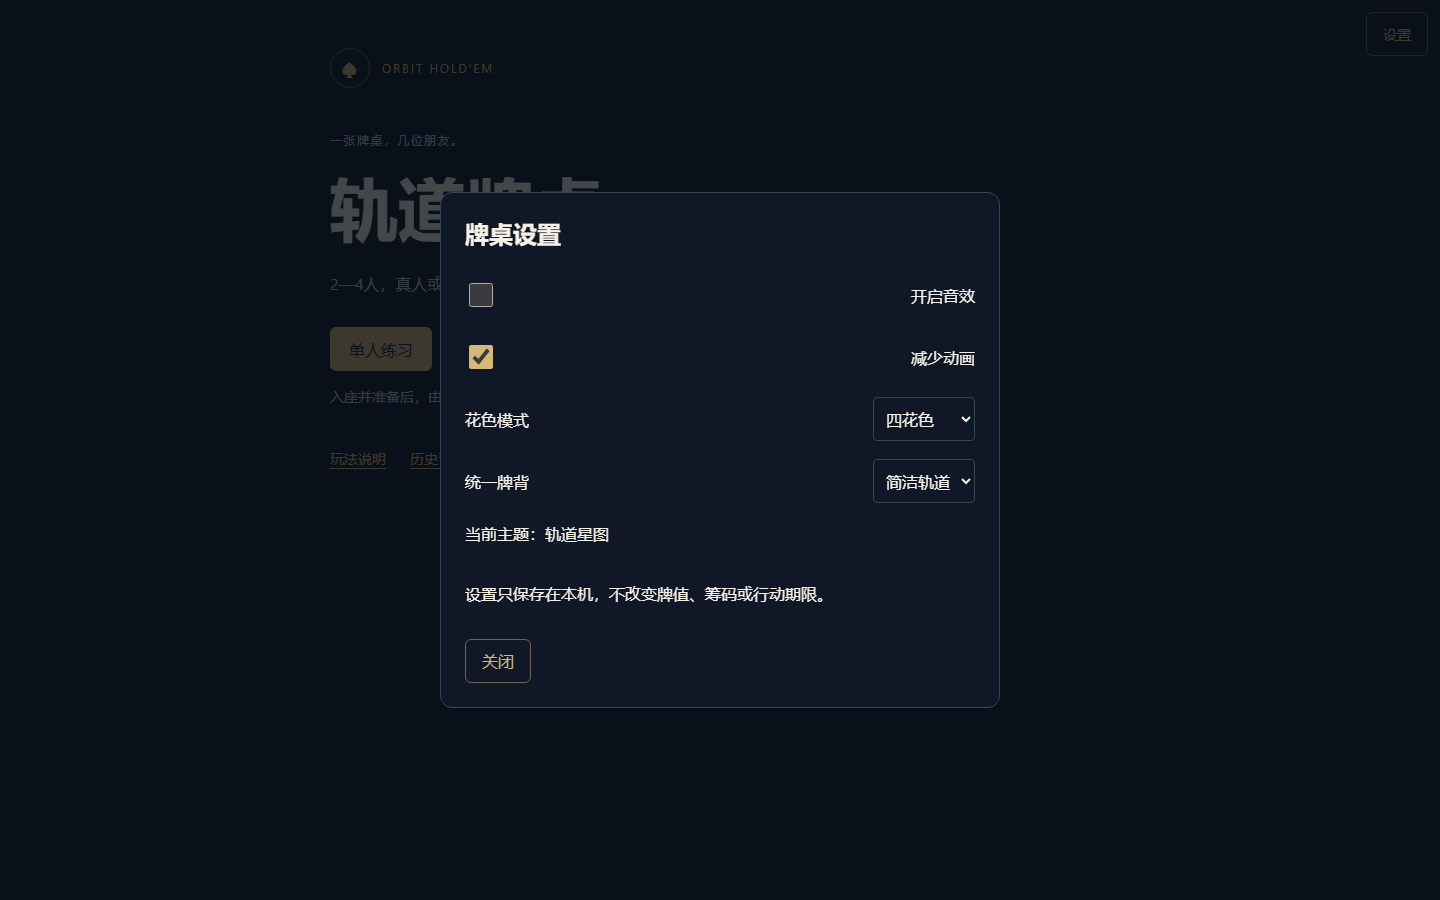 设置
ORBIT HOLD'EM
一张牌桌，几位朋友。
轨道牌桌
2—4人，真人或
牌桌设置
开启音效
减少动画
单人练习
入座并准备后，由
花色模式
四花色
玩法说明
历史
统一牌背
简洁轨道
当前主题：轨道星图
设置只保存在本机，不改变牌值、筹码或行动期限。
关闭